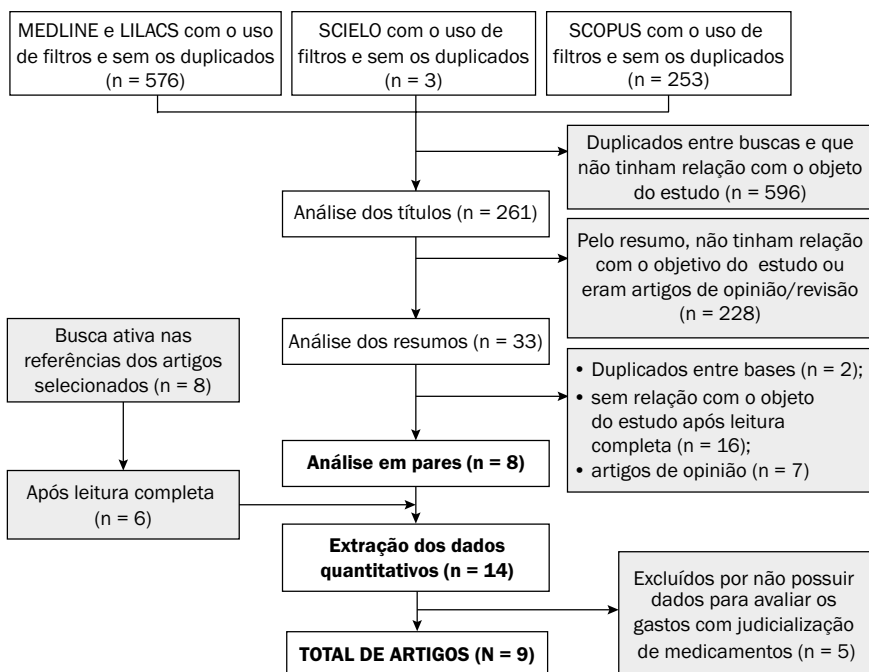 MEDLINE e LILACS com o uso
de filtros e sem os duplicados
(n = 576)
SCIELO com o uso de
filtros e sem os duplicados
(n = 3)
SCOPUS com o uso de
filtros e sem os duplicados
(n = 253)
Duplicados entre buscas e que
não tinham relação com o objeto
do estudo (n = 596)
Análise dos títulos (n = 261)
Pelo resumo, não tinham relação
com o objetivo do estudo ou
eram artigos de opinião/revisão
(n = 228)
Busca ativa nas
referências dos artigos
selecionados (n = 8)
Análise dos resumos (n = 33)
• Duplicados entre bases (n = 2);
• sem relação com o objeto
do estudo após leitura
completa (n = 16);
• artigos de opinião (n = 7)
Análise em pares (n = 8)
Após leitura completa
(n = 6)
Extração dos dados
quantitativos (n = 14)
Excluídos por não possuir
dados para avaliar os
gastos com judicialização
de medicamentos (n = 5)
TOTAL DE ARTIGOS (N = 9)